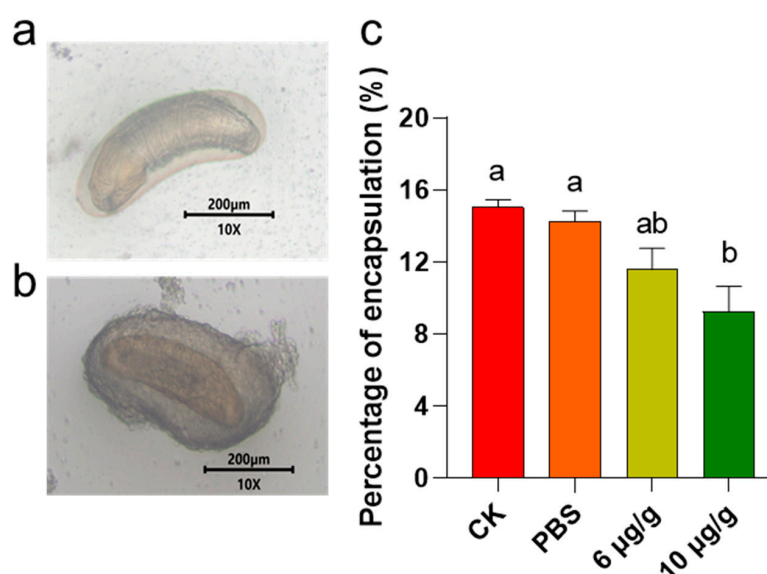 a
200µm
10X
b
200µm
10X
c
Percentage of encapsulation (%)
20
16
12
8
4
0
a
a
ab
b
CK
PBS
6 µg/g
10 µg/g